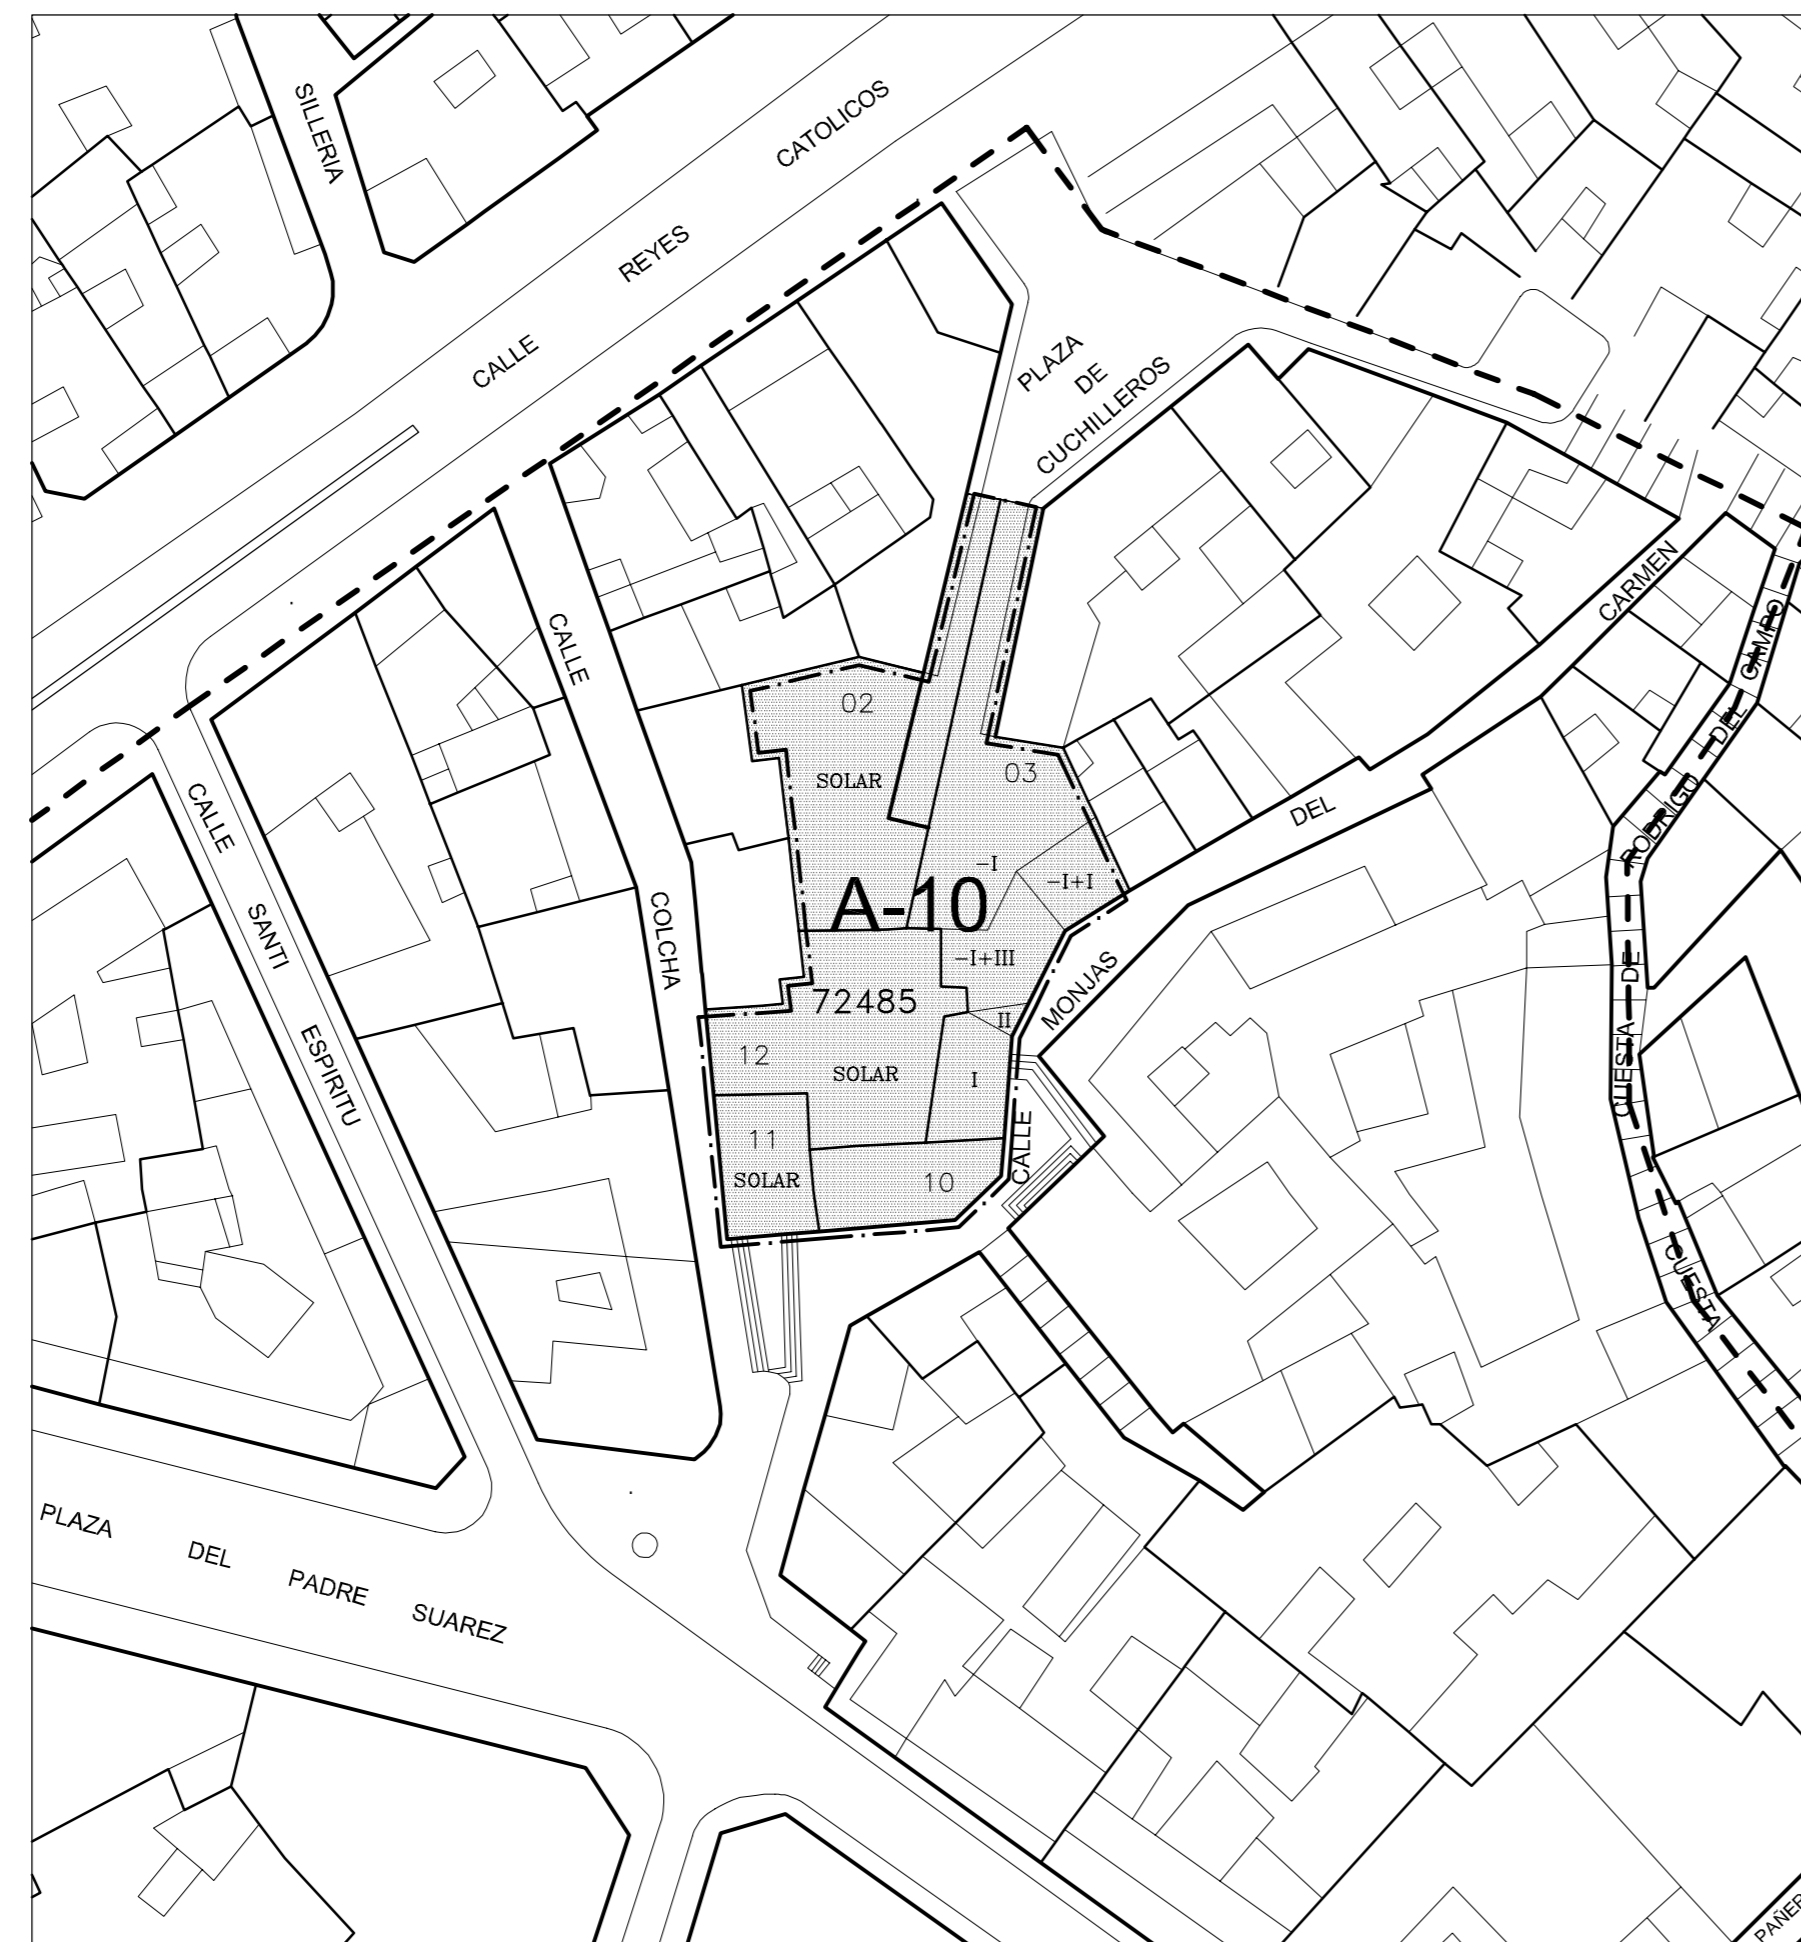 SILLERIA
CALLE REYES CATOLICOS
PLAZA
DE
CUCHILLEROS
CALLE COLCHA
CALLE SANTI ESPIRITU
02
SOLAR
03
-I
-I+I
A-10
-I+III
72485
II
12
SOLAR
I
11
SOLAR
10
CALLE MONJAS DEL CARMEN
CUESTA DE RODRIGO DEL CAMPO
CUESTA
PLAZA DEL PADRE SUAREZ
PAÑER